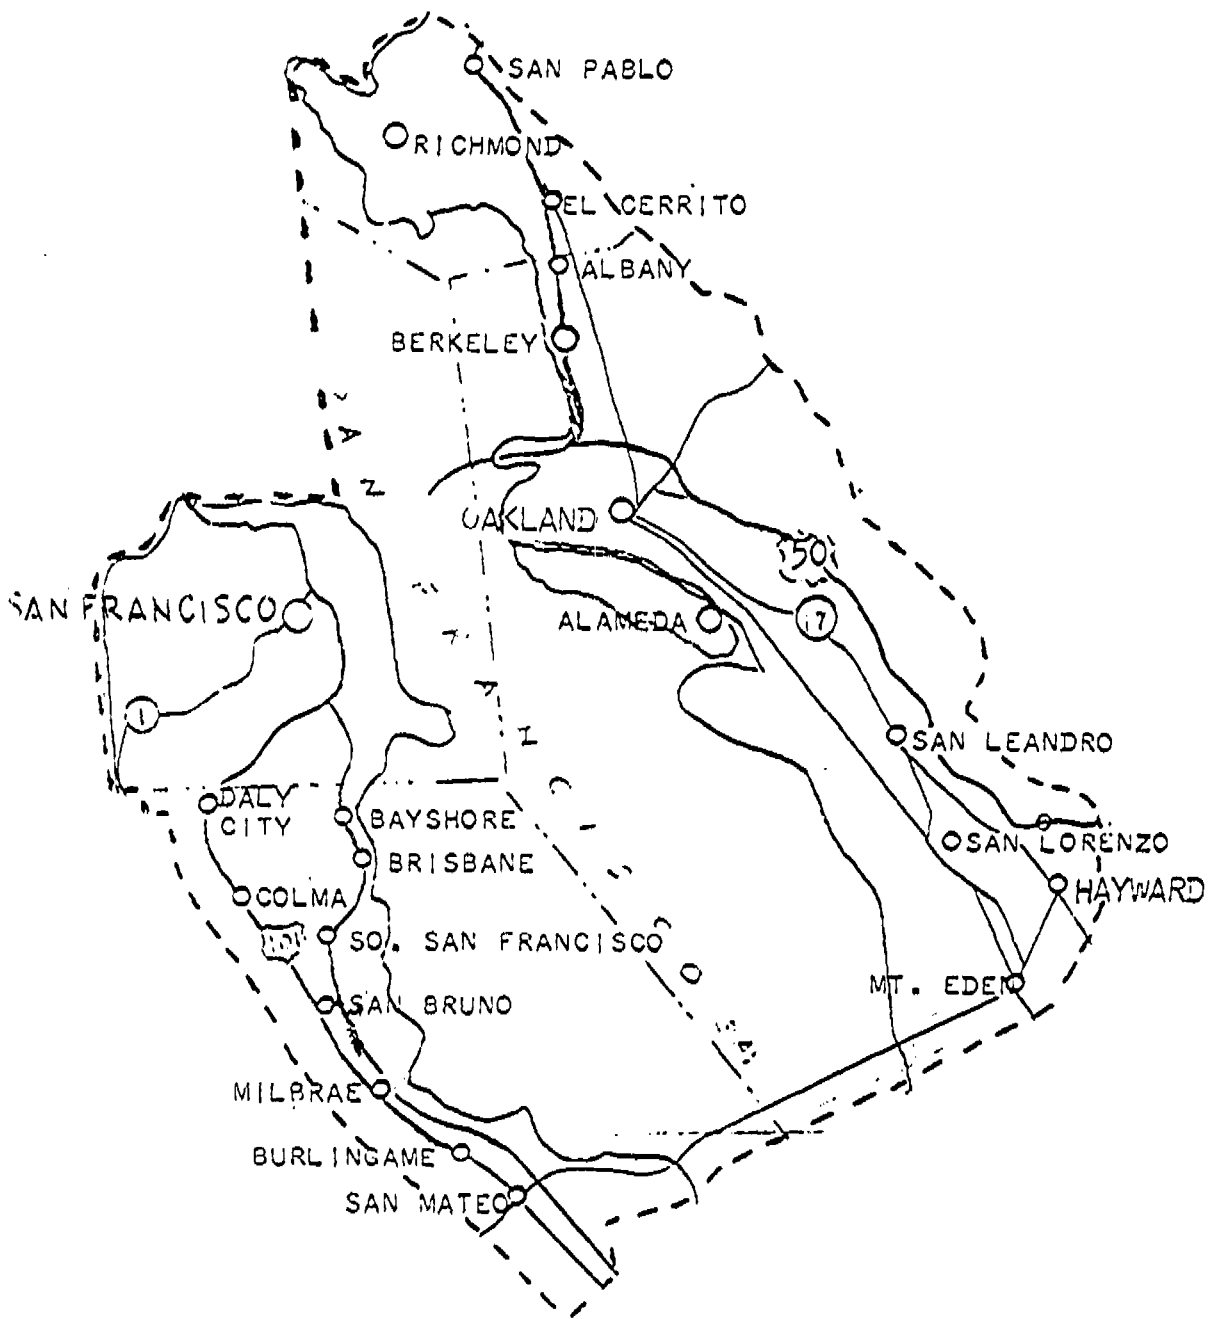 SAN PABLO
RICHMOND
EL CERRITO
ALBANY
BERKELEY
OAKLAND
50
SAN FRANCISCO
ALAMEDA
17
1
SAN LEANDRO
DALY
CITY
BAYSHORE
SAN LORENZO
BRISBANE
HAYWARD
COLMA
101
SO. SAN FRANCISCO
MT. EDEN
SAN BRUNO
MILBRAE
BURLINGAME
SAN MATEO